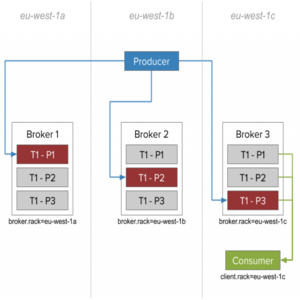 eu-west-1a
eu-west-1b
eu-west-1c
Producer
Broker 1
T1 - P1
T1 - P2
T1 - P3
broker.rack=eu-west-1a
Broker 2
T1 - P1
T1 - P2
T1 - P3
broker.rack=eu-west-1b
Broker 3
T1 - P1
T1 - P2
T1 - P3
broker.rack=eu-west-1c
Consumer
client.rack=eu-west-1c